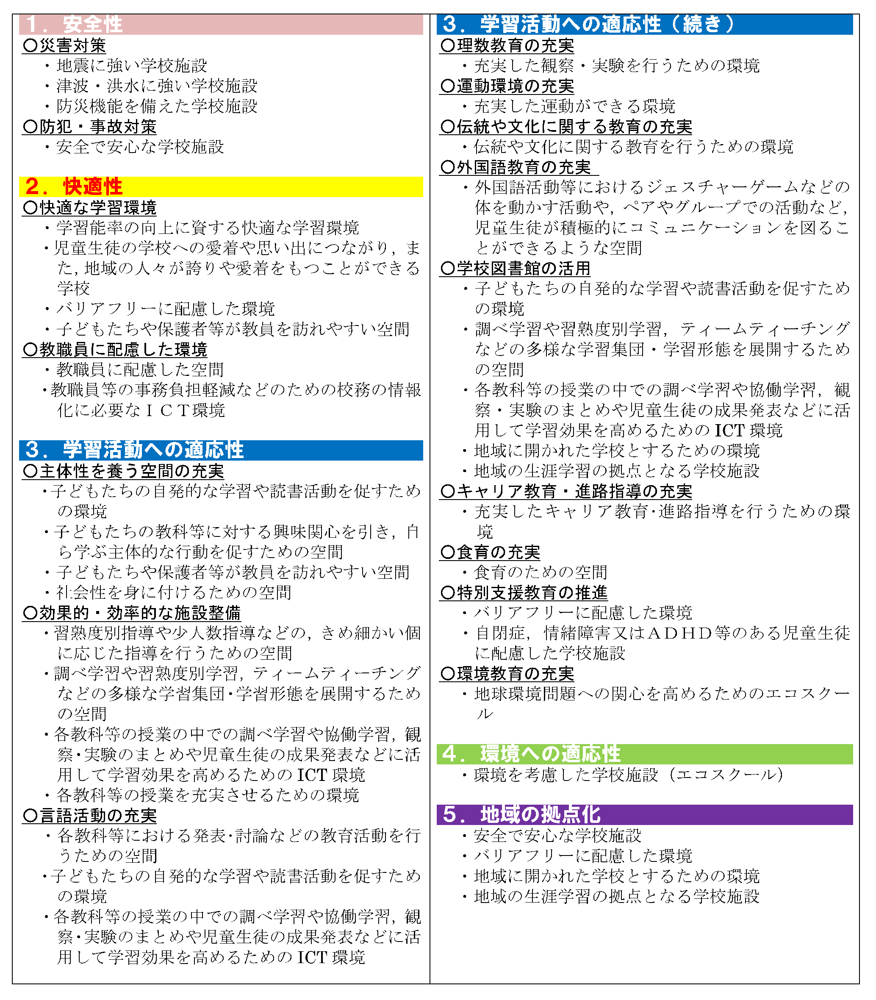 １．安全性
〇災害対策
・地震に強い学校施設
・津波・洪水に強い学校施設
・防災機能を備えた学校施設
〇防犯・事故対策
・安全で安心な学校施設
２．快適性
〇快適な学習環境
・学習能率の向上に資する快適な学習環境
・児童生徒の学校への愛着や思い出につながり，ま
た，地域の人々が誇りや愛着をもつことができる
学校
・バリアフリーに配慮した環境
・子どもたちや保護者等が教員を訪れやすい空間
〇教職員に配慮した環境
・教職員に配慮した空間
・教職員等の事務負担軽減などのための校務の情報
化に必要なＩＣＴ環境
３．学習活動への適応性
〇主体性を養う空間の充実
・子どもたちの自発的な学習や読書活動を促すため
の環境
・子どもたちの教科等に対する興味関心を引き，自
ら学ぶ主体的な行動を促すための空間
・子どもたちや保護者等が教員を訪れやすい空間
・社会性を身に付けるための空間
〇効果的・効率的な施設整備
・習熟度別指導や少人数指導などの，きめ細かい個
に応じた指導を行うための空間
・調べ学習や習熟度別学習，ティームティーチング
などの多様な学習集団・学習形態を展開するため
の空間
・各教科等の授業の中での調べ学習や協働学習，観
察・実験のまとめや児童生徒の成果発表などに活
用して学習効果を高めるための ICT 環境
・各教科等の授業を充実させるための環境
〇言語活動の充実
・各教科等における発表・討論などの教育活動を行
うための空間
・子どもたちの自発的な学習や読書活動を促すため
の環境
・各教科等の授業の中での調べ学習や協働学習，観
察・実験のまとめや児童生徒の成果発表などに活
用して学習効果を高めるための ICT 環境
３．学習活動への適応性（続き）
〇理数教育の充実
・充実した観察・実験を行うための環境
〇運動環境の充実
・充実した運動ができる環境
〇伝統や文化に関する教育の充実
・伝統や文化に関する教育を行うための環境
〇外国語教育の充実
・外国語活動等におけるジェスチャーゲームなどの
体を動かす活動や，ペアやグループでの活動など，
児童生徒が積極的にコミュニケーションを図るこ
とができるような空間
〇学校図書館の活用
・子どもたちの自発的な学習や読書活動を促すため
の環境
・調べ学習や習熟度別学習，ティームティーチング
などの多様な学習集団・学習形態を展開するため
の空間
・各教科等の授業の中での調べ学習や協働学習，観
察・実験のまとめや児童生徒の成果発表などに活
用して学習効果を高めるための ICT 環境
・地域に開かれた学校とするための環境
・地域の生涯学習の拠点となる学校施設
〇キャリア教育・進路指導の充実
・充実したキャリア教育・進路指導を行うための環
境
〇食育の充実
・食育のための空間
〇特別支援教育の推進
・バリアフリーに配慮した環境
・自閉症，情緒障害又はＡＤＨＤ等のある児童生徒
に配慮した学校施設
〇環境教育の充実
・地球環境問題への関心を高めるためのエコスクー
ル
４．環境への適応性
・環境を考慮した学校施設（エコスクール）
５．地域の拠点化
・安全で安心な学校施設
・バリアフリーに配慮した環境
・地域に開かれた学校とするための環境
・地域の生涯学習の拠点となる学校施設